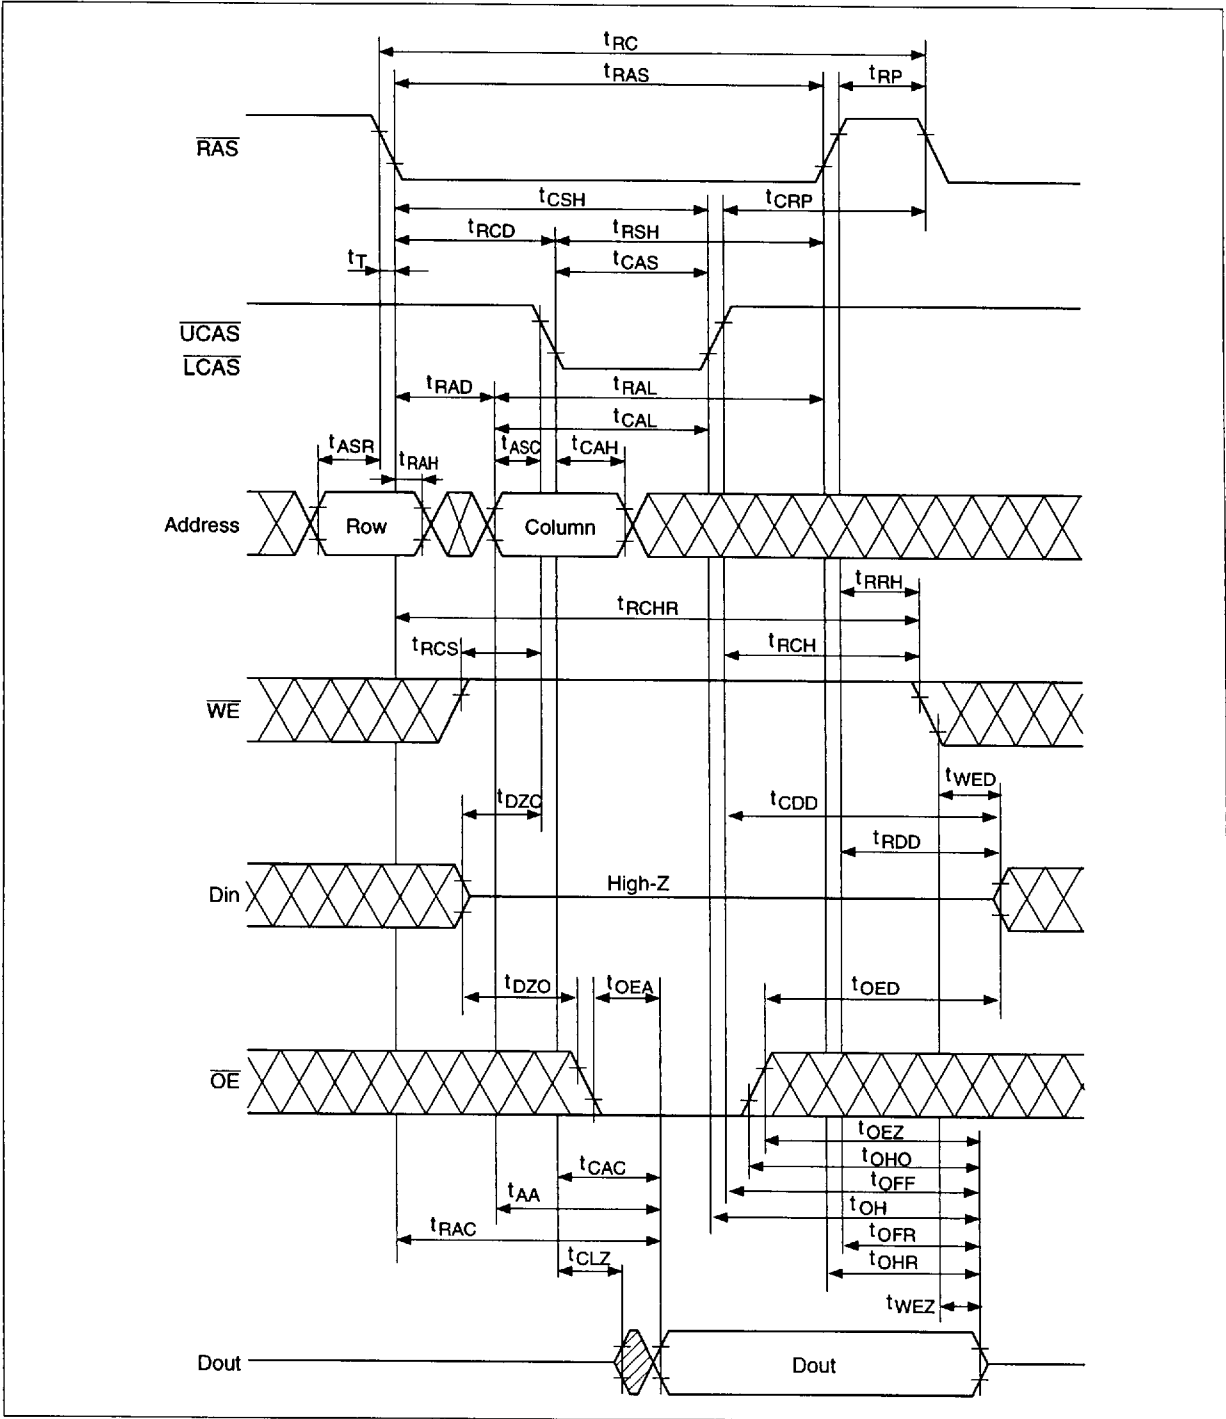 tRC
tRAS
tRP
RAS
tCSH
tCRP
tRCD
tRSH
tT
tCAS
UCAS
LCAS
tRAD
tRAL
tCAL
tASR
tASC
tCAH
tRAH
Address
Row
Column
tRRH
tRCHR
tRCS
tRCH
WE
tWED
tDZC
tCDD
tRDD
Din
High-Z
tDZO
tOEA
tOED
OE
tOEZ
tOHO
tCAC
tOFF
tAA
tOH
tRAC
tOFR
tCLZ
tOHR
tWEZ
Dout
Dout